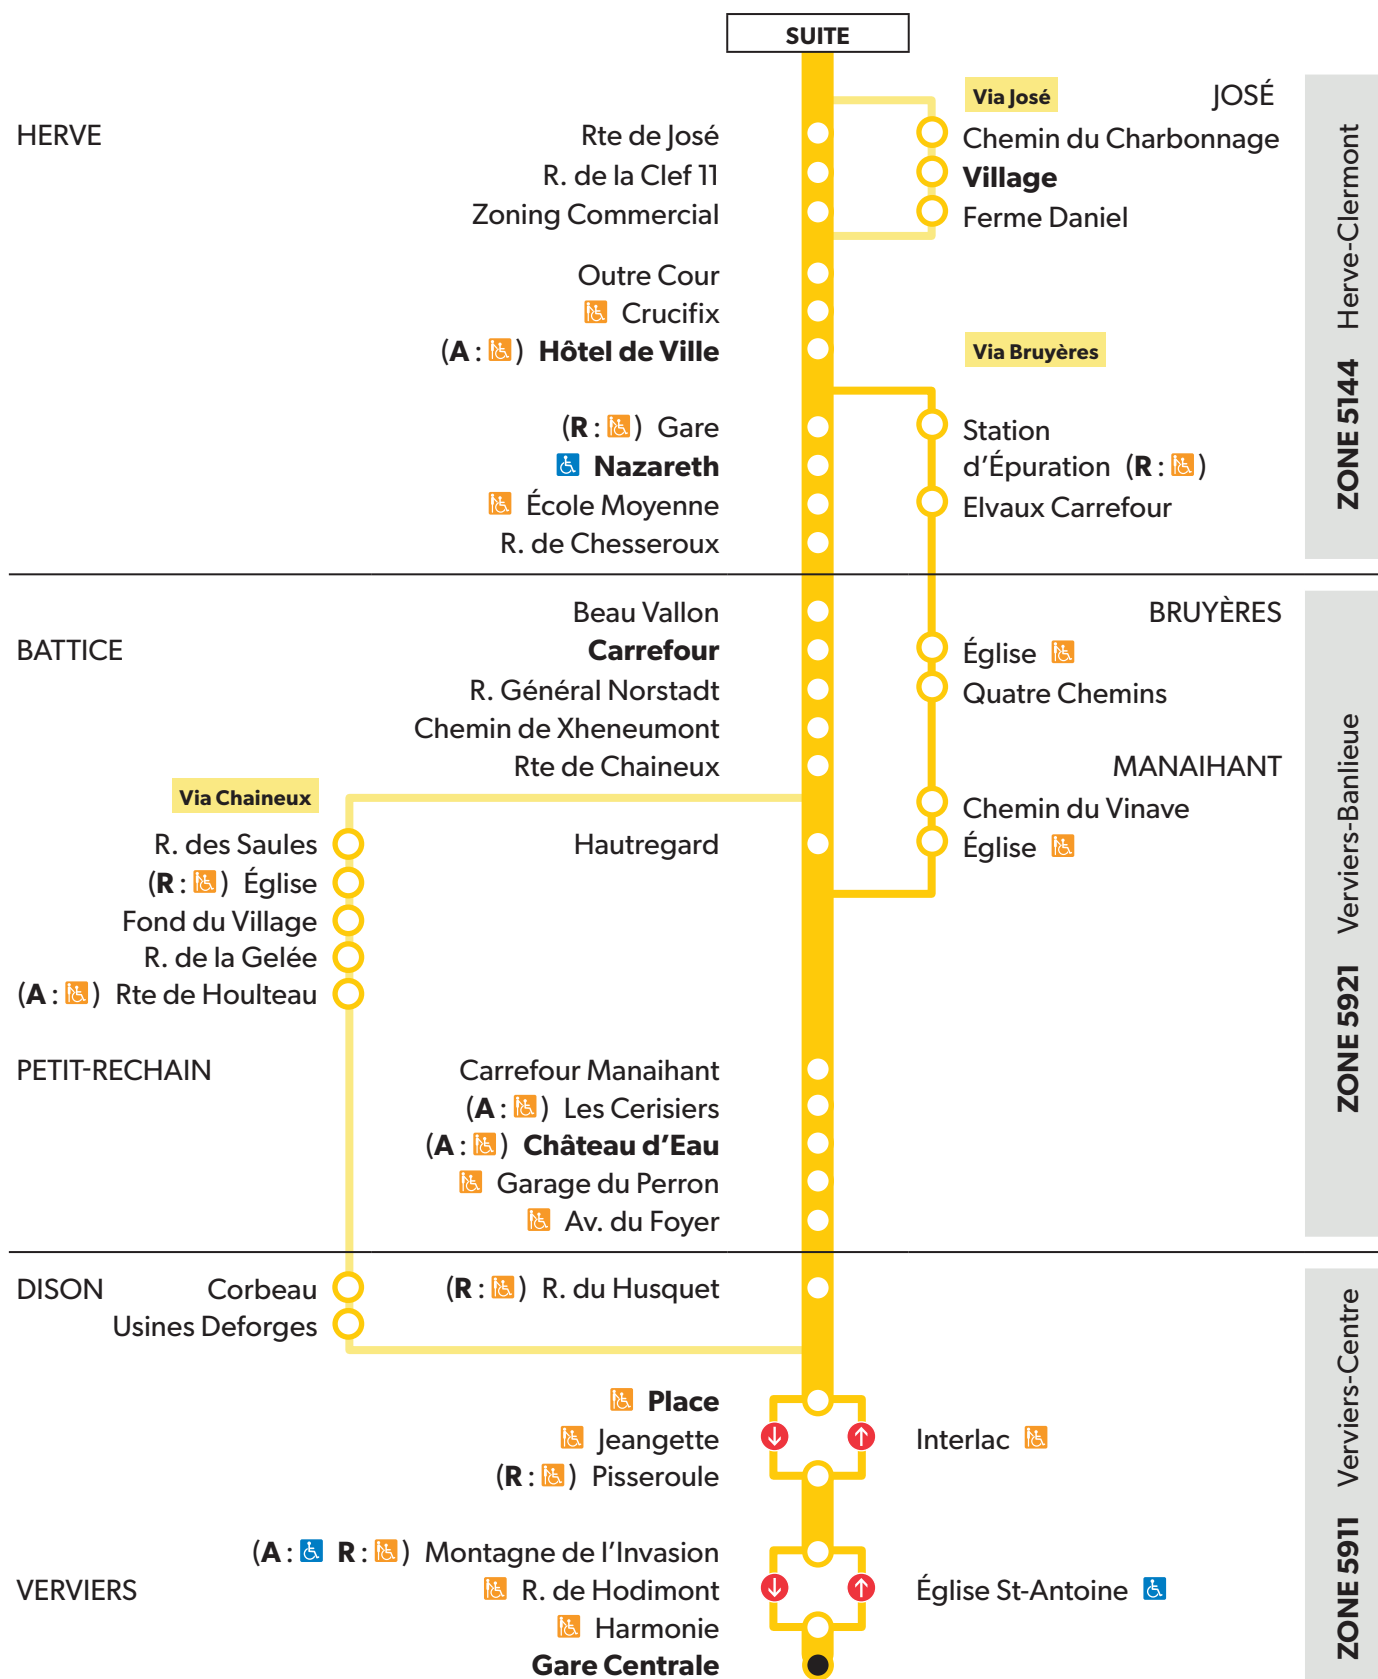 SUITE
Via José
JOSÉ
HERVE
Rte de José
Chemin du Charbonnage
R. de la Clef 11
Village
Zoning Commercial
Ferme Daniel
Outre Cour
Crucifix
(A : ) Hôtel de Ville
Via Bruyères
(R : ) Gare
Station
d'Épuration (R : )
Nazareth
École Moyenne
Elvaux Carrefour
R. de Chesseroux
ZONE 5144 Herve-Clermont
Beau Vallon
BRUYÈRES
BATTICE
Carrefour
Église
R. Général Norstadt
Quatre Chemins
Chemin de Xheneumont
Rte de Chaineux
MANAIHANT
Via Chaineux
Chemin du Vinave
R. des Saules
Hautregard
Église
(R : ) Église
Fond du Village
R. de la Gelée
(A : ) Rte de Houlteau
PETIT-RECHAIN
Carrefour Manaihant
(A : ) Les Cerisiers
(A : ) Château d'Eau
Garage du Perron
Av. du Foyer
ZONE 5921 Verviers-Banlieue
DISON
Corbeau
(R : ) R. du Husquet
Usines Deforges
Place
Jeangette
Interlac
(R : ) Pisseroule
(A : R : ) Montagne de l'Invasion
VERVIERS
R. de Hodimont
Église St-Antoine
Harmonie
Gare Centrale
ZONE 5911 Verviers-Centre